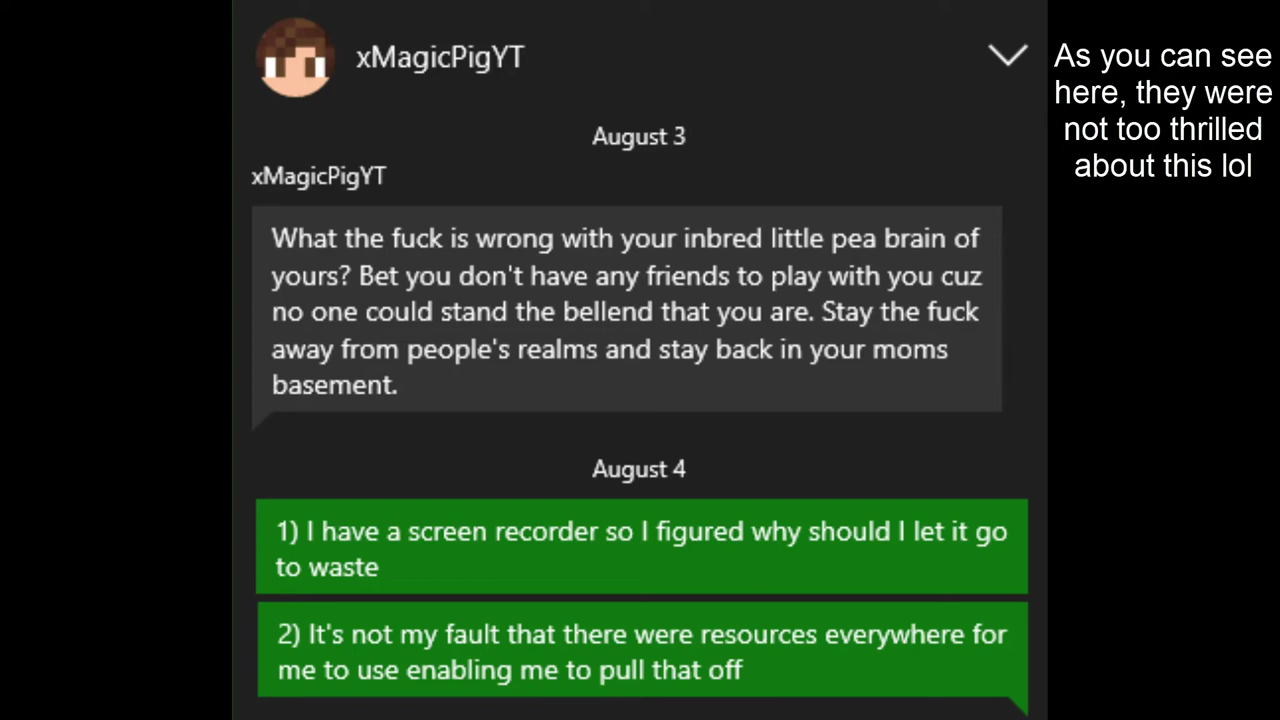 xMagicPigYT
As you can see
here, they were
not too thrilled
about this lol
August 3
xMagicPigYT
What the fuck is wrong with your inbred little pea brain of
yours? Bet you don't have any friends to play with you cuz
no one could stand the bellend that you are. Stay the fuck
away from people's realms and stay back in your moms
basement.
August 4
1) I have a screen recorder so I figured why should I let it go
to waste
2) It's not my fault that there were resources everywhere for
me to use enabling me to pull that off